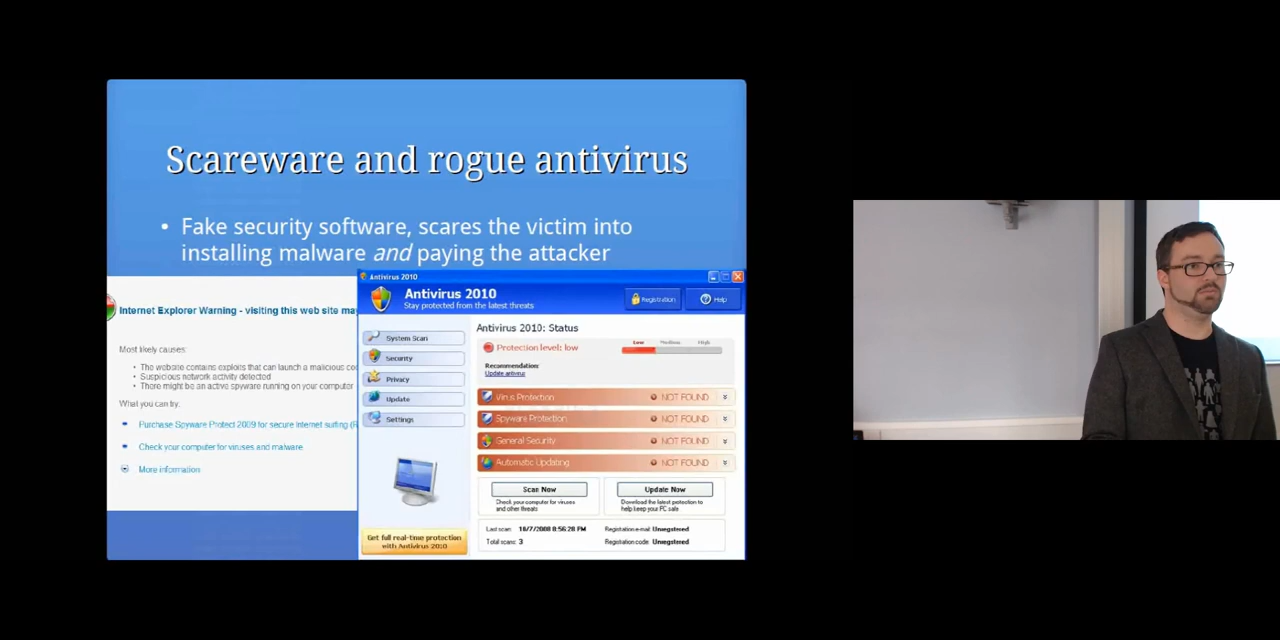 Scareware and rogue antivirus
• Fake security software, scares the victim into
installing malware and paying the attacker
Internet Explorer Warning - visiting this web site ma
Most likely causes:
• The website contains exploits that can launch a malicious co
• Suspicious network activity detected
• There might be an active spyware running on your computer
What you can try:
Purchase Spyware Protect 2009 for secure Internet surfing (R
Check your computer for viruses and malware.
More information
Antivirus 2010
Antivirus 2010
Stay protected from the latest threats
Registration
Help
System Scan
Security
Privacy
Update
Settings
Get full real-time protection
with Antivirus 2010
Antivirus 2010: Status
Protection level: low
Low Medium High
Recommendation:
Update antivirus
Virus Protection NOT FOUND
Spyware Protection NOT FOUND
General Security NOT FOUND
Automatic Updating NOT FOUND
Scan Now
Check your computer for viruses
and other threats
Update Now
Download the latest protection to
help keep your PC safe
Last scan: 10/7/2008 8:56:28 PM
Total scans: 3
Registration e-mail: Unregistered
Registration code: Unregistered